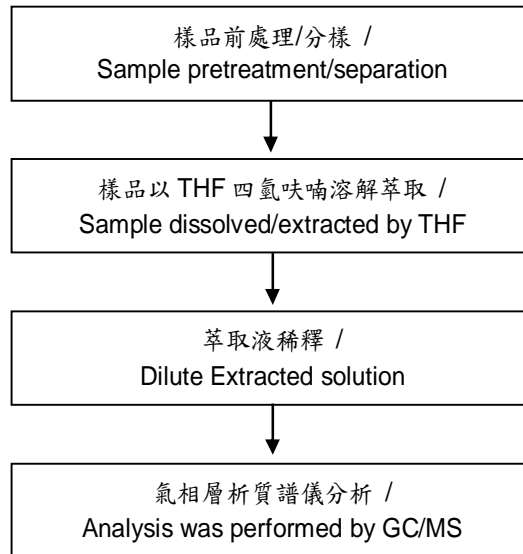 樣品前處理/分樣 /
Sample pretreatment/separation
樣品以 THF 四氫呋喃溶解萃取 /
Sample dissolved/extracted by THF
萃取液稀釋 /
Dilute Extracted solution
氣相層析質譜儀分析 /
Analysis was performed by GC/MS